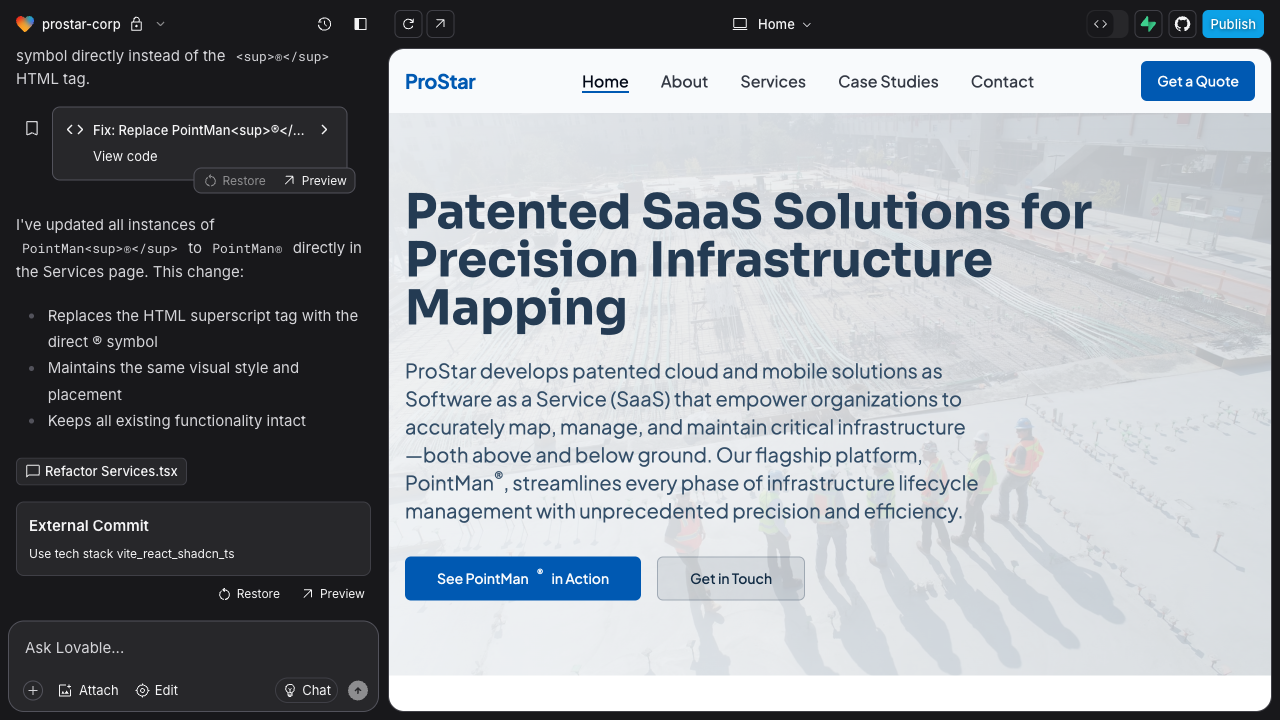 prostar-corp
symbol directly instead of the <sup>®</sup>
HTML tag.
Fix: Replace PointMan<sup>®</...
View code
Restore Preview
I've updated all instances of
PointMan<sup>®</sup> to PointMan® directly in
the Services page. This change:
• Replaces the HTML superscript tag with the
direct ® symbol
• Maintains the same visual style and
placement
• Keeps all existing functionality intact
Refactor Services.tsx
External Commit
Use tech stack vite_react_shadcn_ts
Restore Preview
Ask Lovable...
Attach Edit Chat
Home
Publish
ProStar
Home About Services Case Studies Contact
Get a Quote
Patented SaaS Solutions for
Precision Infrastructure
Mapping
ProStar develops patented cloud and mobile solutions as
Software as a Service (SaaS) that empower organizations to
accurately map, manage, and maintain critical infrastructure
—both above and below ground. Our flagship platform,
PointMan®, streamlines every phase of infrastructure lifecycle
management with unprecedented precision and efficiency.
See PointMan ® in Action
Get in Touch